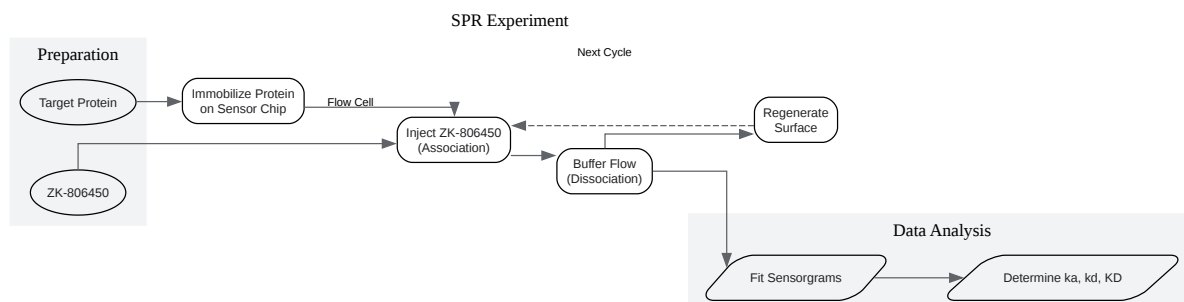 SPR Experiment
Preparation
Next Cycle
Target Protein
Immobilize Protein
on Sensor Chip
Flow Cell
Regenerate
Surface
Inject ZK-806450
(Association)
Buffer Flow
(Dissociation)
ZK-806450
Data Analysis
Fit Sensorgrams
Determine ka, kd, KD